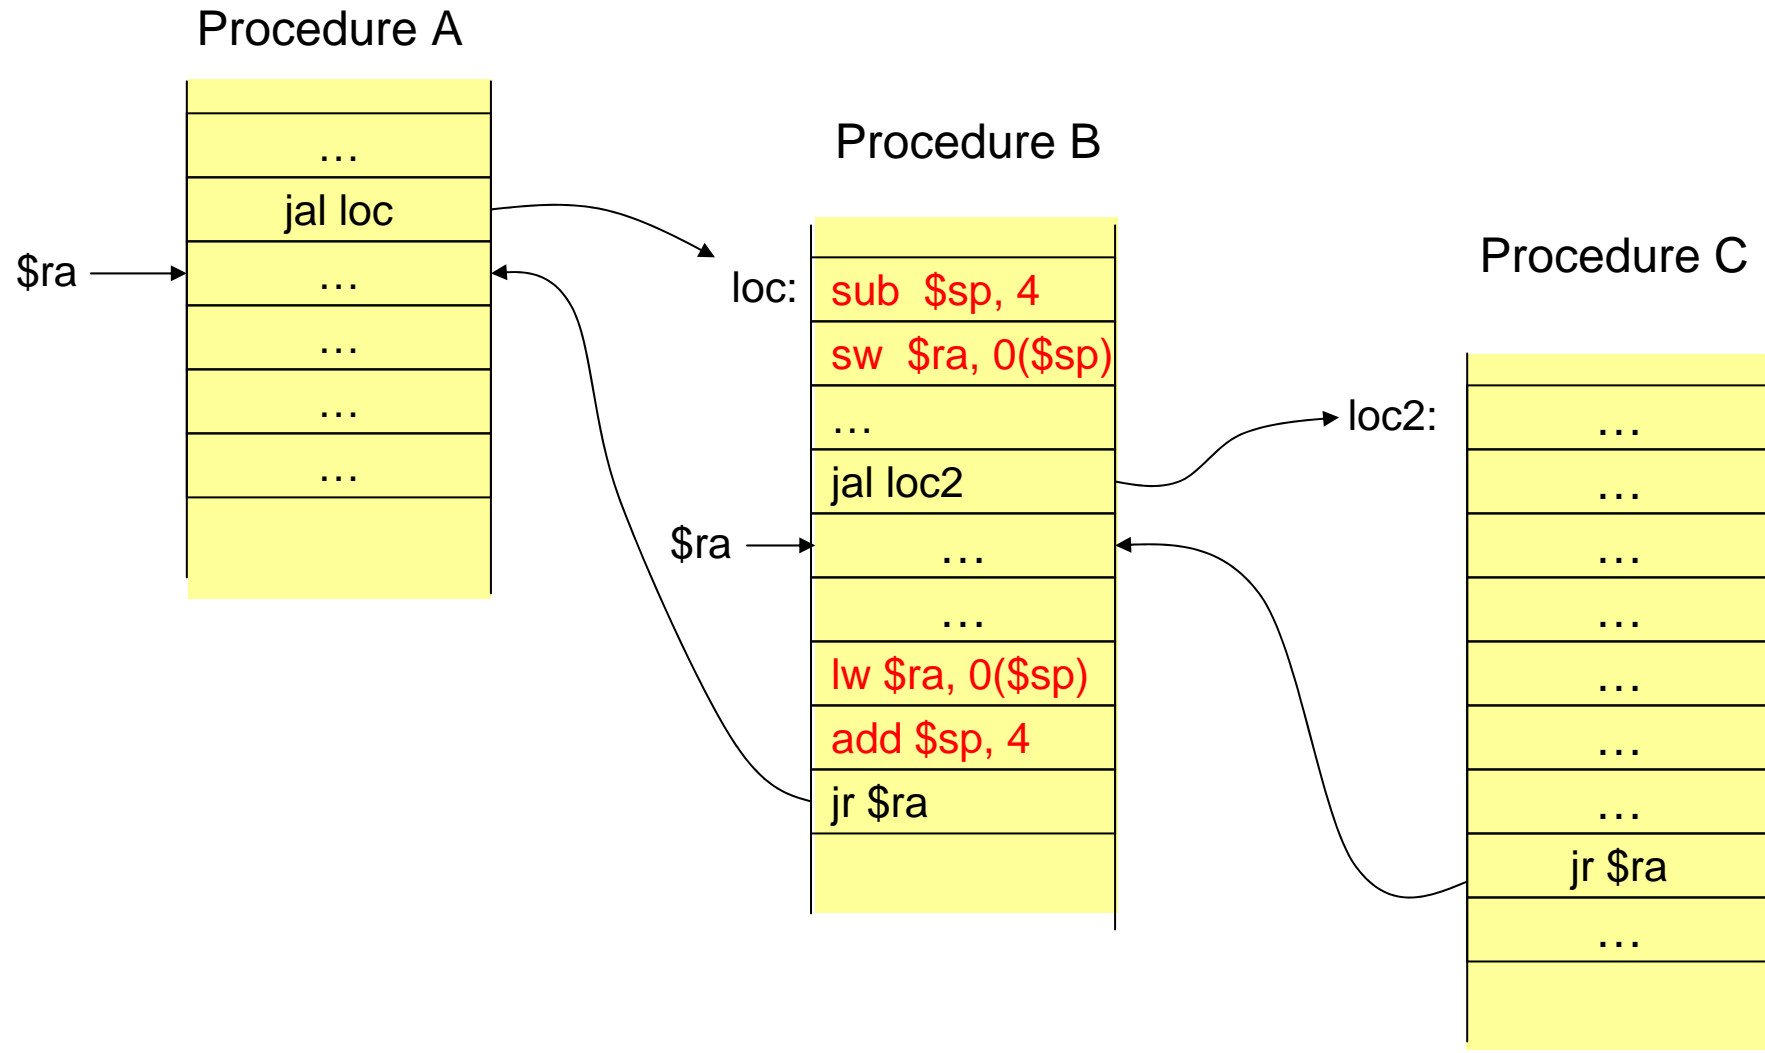 Procedure A
…
jal loc
$ra
…
…
…
…
Procedure B
loc:
sub  $sp, 4
sw  $ra, 0($sp)
…
jal loc2
$ra
…
…
lw $ra, 0($sp)
add $sp, 4
jr $ra
Procedure C
loc2:
…
…
…
…
…
…
…
jr $ra
…